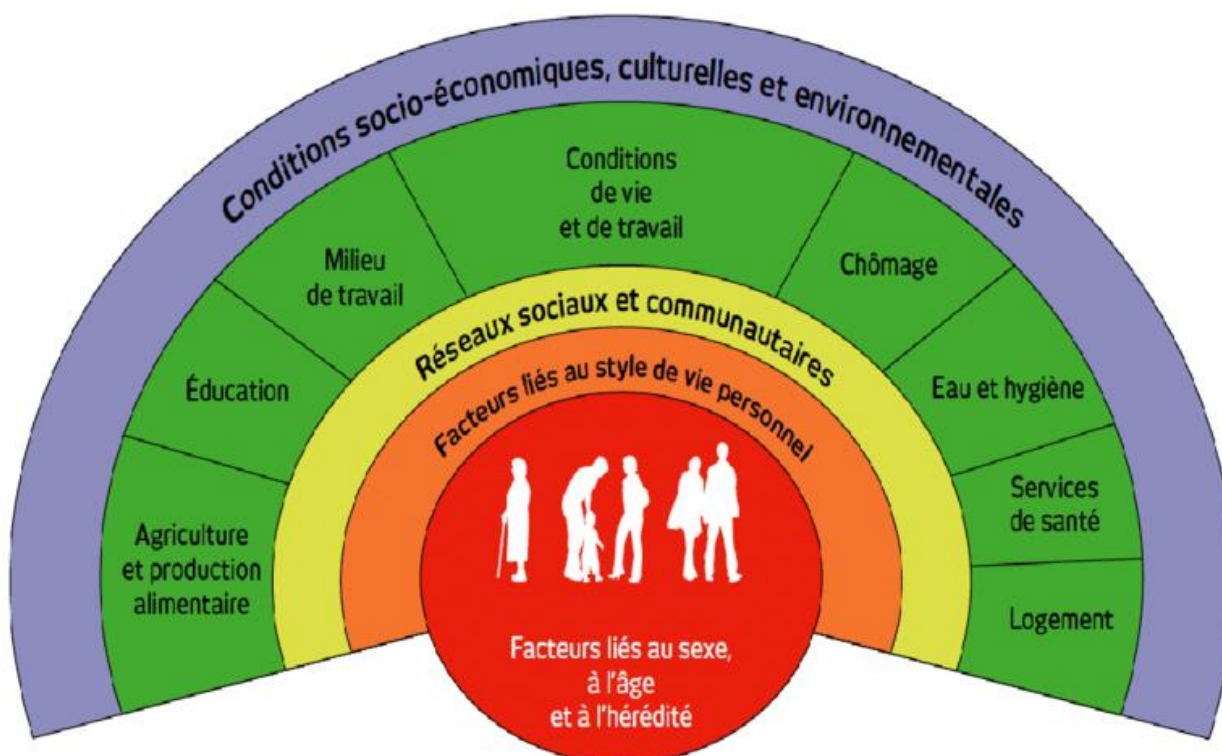 Conditions socio-économiques, culturelles et environnementales
Conditions
de vie
et de travail
Milieu
de travail
Chômage
Éducation
Eau et hygiène
Agriculture
et production
alimentaire
Services
de santé
Logement
Réseaux sociaux et communautaires
Facteurs liés au style de vie personnel
Facteurs liés au sexe,
à l'âge
et à l'hérédité